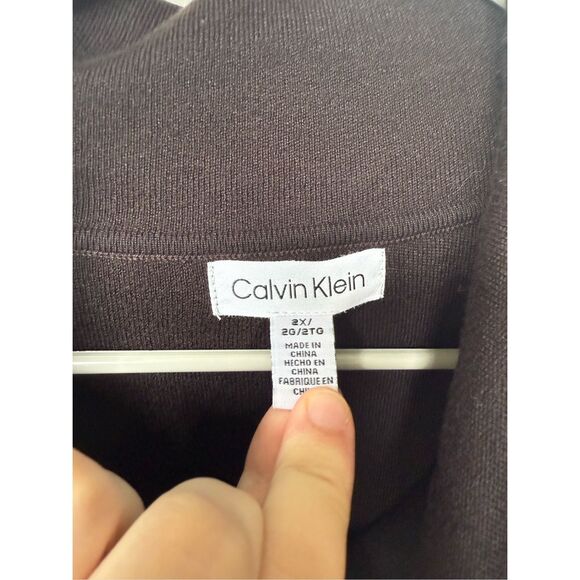 Calvin Klein
2X/
2G/2TG
MADE IN
CHINA
HECHO EN
CHINA
FABRIQUE EN